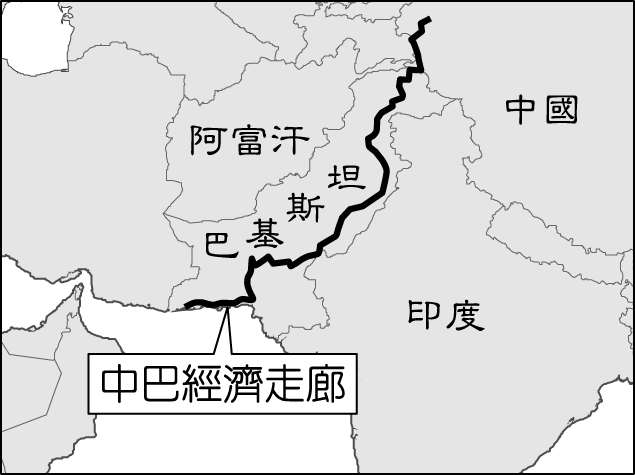 中國
阿富汗
巴基斯坦
印度
中巴經濟走廊